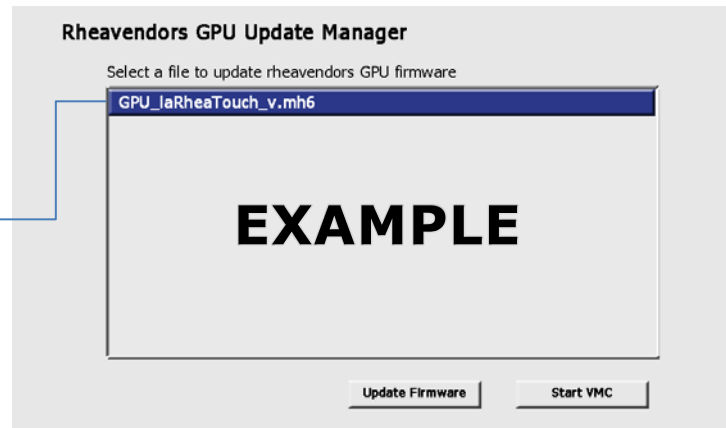 Rheavendors GPU Update Manager
Select a file to update rheavendors GPU firmware
GPU_laRheaTouch_v.mh6
EXAMPLE
Update Firmware Start VMC